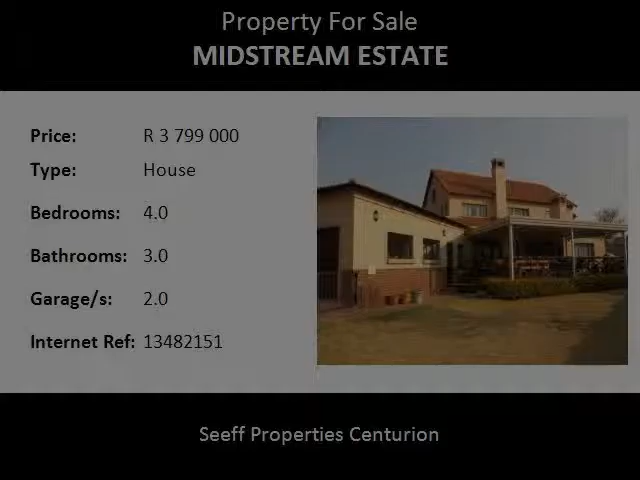 Property For Sale
MIDSTREAM ESTATE
Price: R 3 799 000
Type: House
Bedrooms: 4.0
Bathrooms: 3.0
Garage/s: 2.0
Internet Ref: 13482151
Seeff Properties Centurion